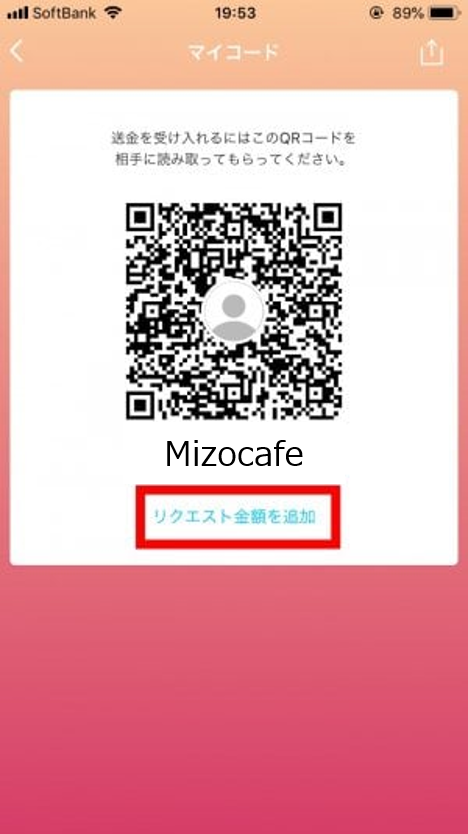 SoftBank 19:53 89%
マイコード
送金を受け入れるにはこのQRコードを
相手に読み取ってもらってください。
Mizocafe
リクエスト金額を追加